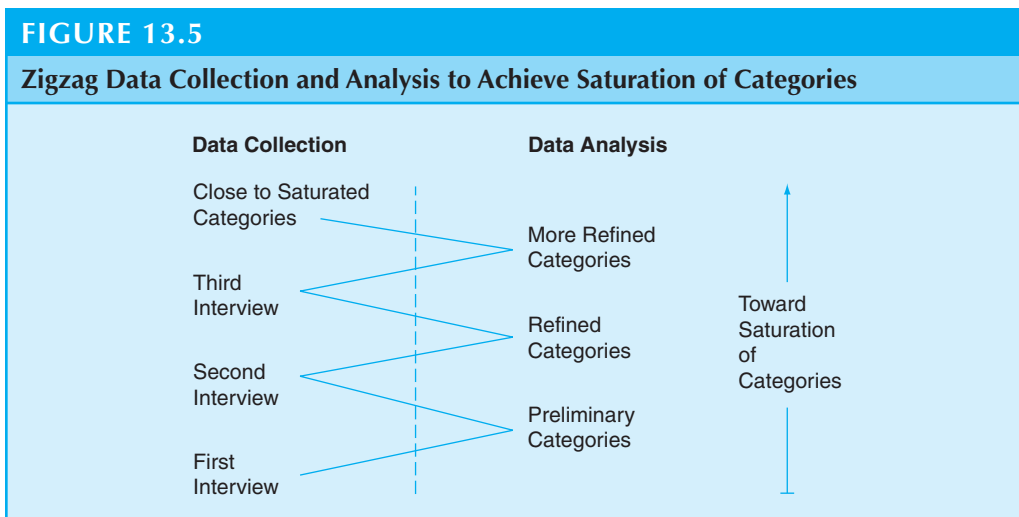 FIGURE 13.5
Zigzag Data Collection and Analysis to Achieve Saturation of Categories
Data Collection
Data Analysis
Close to Saturated
Categories
More Refined
Categories
Third
Interview
Refined
Categories
Second
Interview
Preliminary
Categories
First
Interview
Toward
Saturation
of
Categories